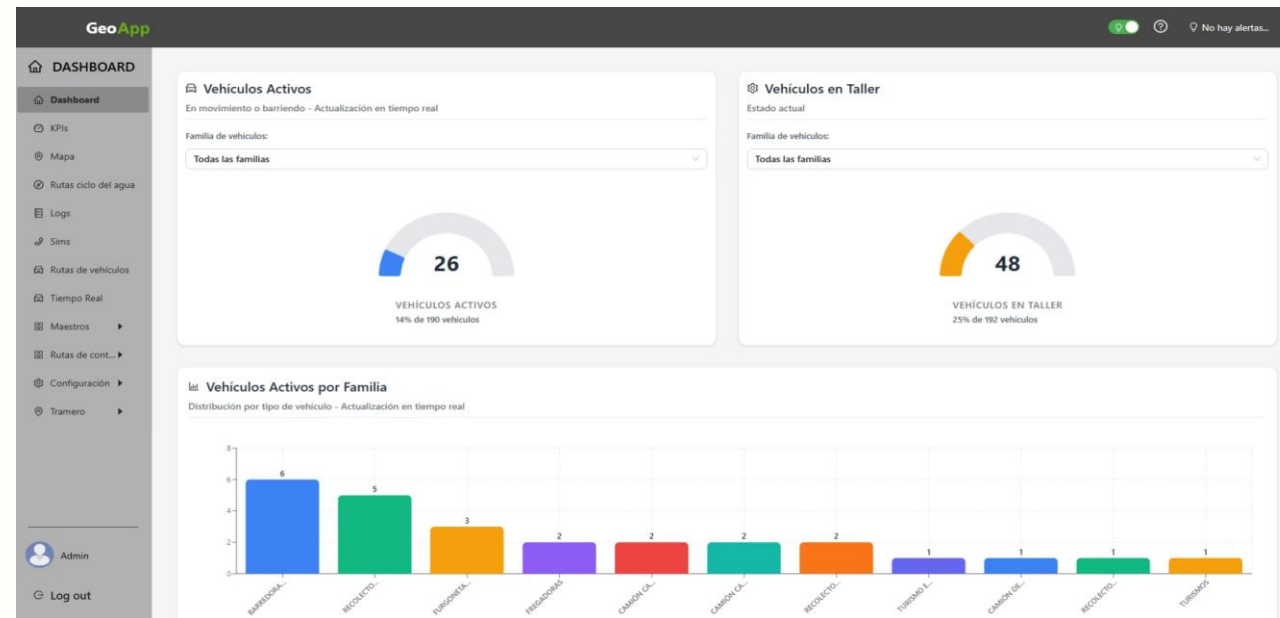 GeoApp
No hay alertas...
DASHBOARD
Dashboard
KPIs
Mapa
Rutas ciclo del agua
Logs
Sims
Rutas de vehículos
Tiempo Real
Maestros
Rutas de cont...
Configuración
Tramero
Admin
Log out
Vehículos Activos
En movimiento o barriendo - Actualización en tiempo real
Familia de vehículos:
Todas las familias
26
VEHÍCULOS ACTIVOS
14% de 190 vehículos
Vehículos en Taller
Estado actual
Familia de vehículos:
Todas las familias
48
VEHÍCULOS EN TALLER
25% de 192 vehículos
Vehículos Activos por Familia
Distribución por tipo de vehículo - Actualización en tiempo real
8
6
4
2
0
6
5
3
2
2
2
2
1
1
1
1
BARREDORA...
RECOLECTO...
FURGONETA...
FREGADORAS
CAMIÓN CA...
CAMIÓN CA...
RECOLECTO...
TURISMO E...
CAMIÓN DE...
RECOLECTO...
TURISMOS